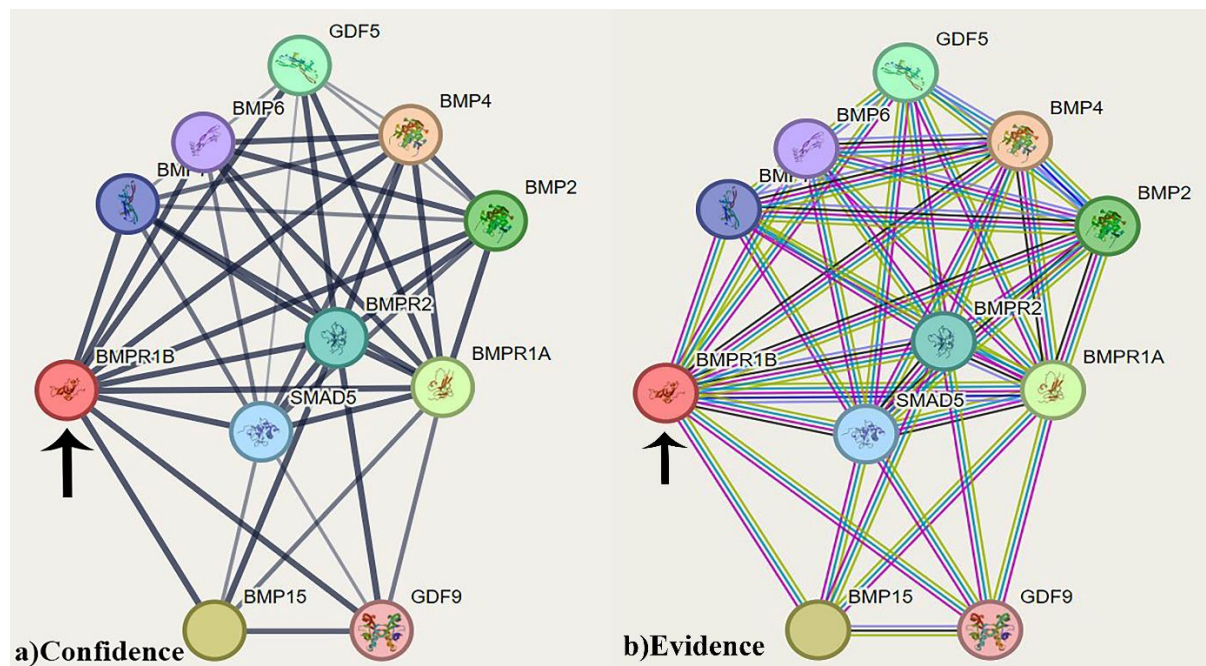 GDF5
BMP6
BMP4
BMP2
BMPR2
BMPR1B
BMPR1A
SMAD5
BMP15
GDF9
a)Confidence
GDF5
BMP6
BMP4
BMP2
BMPR2
BMPR1B
BMPR1A
SMAD5
BMP15
GDF9
b)Evidence